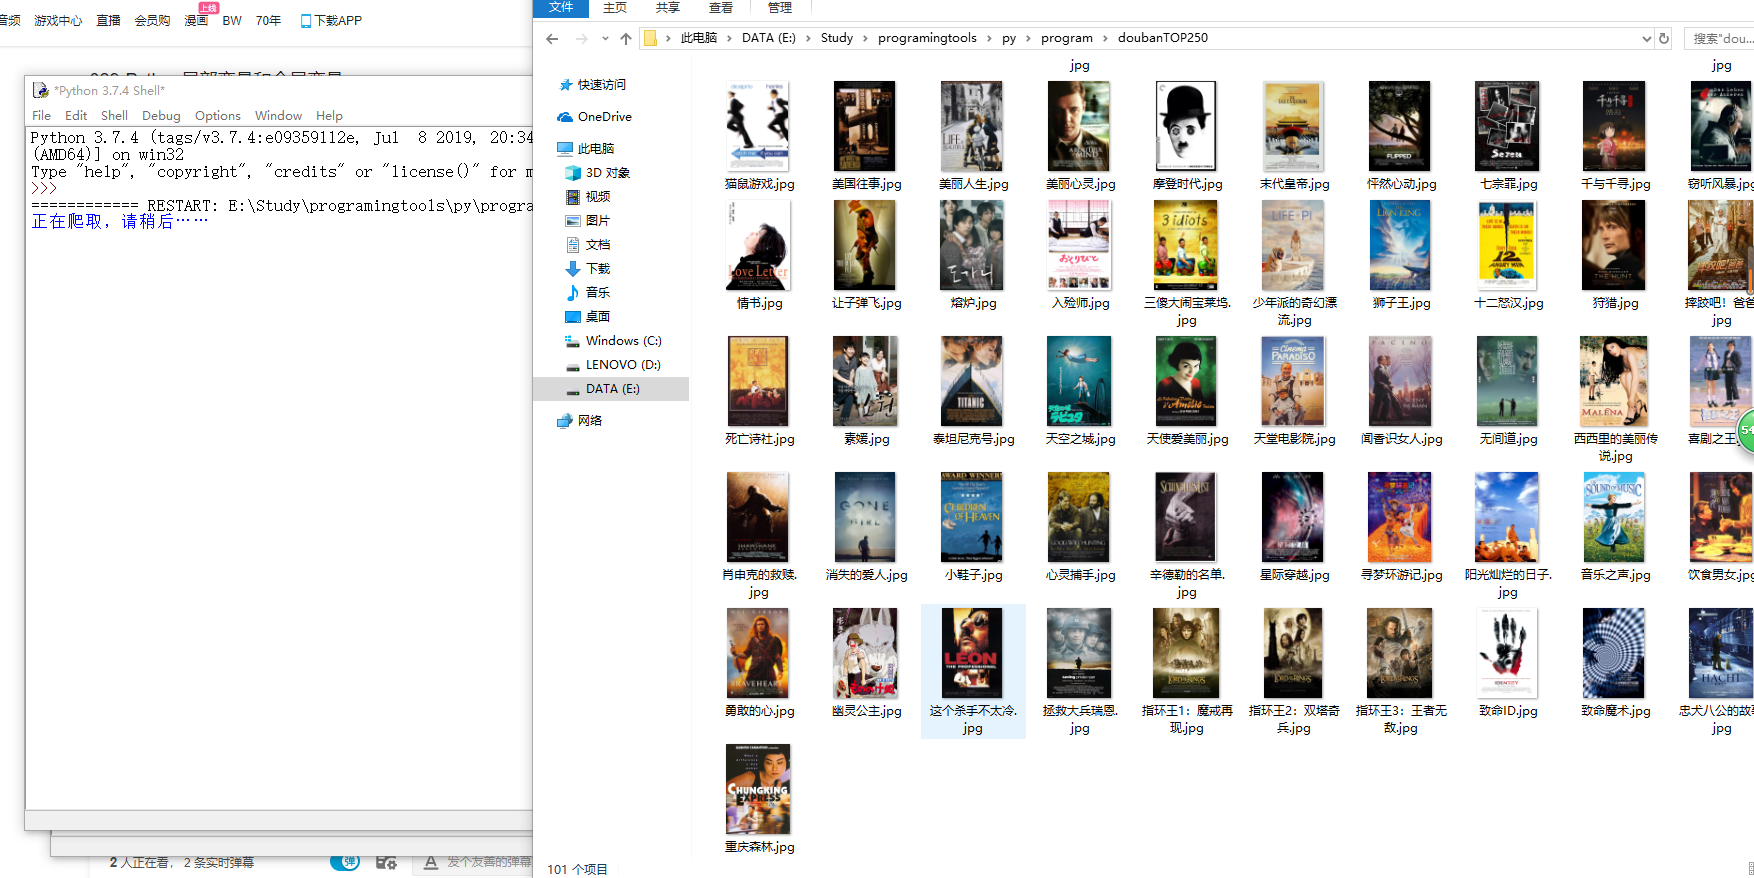 音频 游戏中心 直播 会员购 漫画 上线 BW 70年 下载APP
*Python 3.7.4 Shell*
File Edit Shell Debug Options Window Help
Python 3.7.4 (tags/v3.7.4:e09359112e, Jul 8 2019, 20:34
(AMD64)] on win32
Type "help", "copyright", "credits" or "license()" for m
>>>
============ RESTART: E:\Study\programingtools\py\progra
正在爬取，请稍后……
2 人正在看， 2 条实时弹幕
弹
发个友善的弹幕
文件 主页 共享 查看 管理
此电脑 › DATA (E:) › Study › programingtools › py › program › doubanTOP250
搜索"dou...
快速访问
OneDrive
此电脑
3D 对象
视频
图片
文档
下载
音乐
桌面
Windows (C:)
LENOVO (D:)
DATA (E:)
网络
jpg jpg
猫鼠游戏.jpg 美国往事.jpg 美丽人生.jpg 美丽心灵.jpg 摩登时代.jpg 末代皇帝.jpg 怦然心动.jpg 七宗罪.jpg 千与千寻.jpg 窃听风暴.jpg
情书.jpg 让子弹飞.jpg 熔炉.jpg 入殓师.jpg 三傻大闹宝莱坞.jpg 少年派的奇幻漂流.jpg 狮子王.jpg 十二怒汉.jpg 狩猎.jpg 摔跤吧！爸爸.jpg
死亡诗社.jpg 素媛.jpg 泰坦尼克号.jpg 天空之城.jpg 天使爱美丽.jpg 天堂电影院.jpg 闻香识女人.jpg 无间道.jpg 西西里的美丽传说.jpg 喜剧之王
54
肖申克的救赎.jpg 消失的爱人.jpg 小鞋子.jpg 心灵捕手.jpg 辛德勒的名单.jpg 星际穿越.jpg 寻梦环游记.jpg 阳光灿烂的日子.jpg 音乐之声.jpg 饮食男女.jpg
勇敢的心.jpg 幽灵公主.jpg 这个杀手不太冷.jpg 拯救大兵瑞恩.jpg 指环王1：魔戒再现.jpg 指环王2：双塔奇兵.jpg 指环王3：王者无敌.jpg 致命ID.jpg 致命魔术.jpg 忠犬八公的故事.jpg
重庆森林.jpg
101 个项目